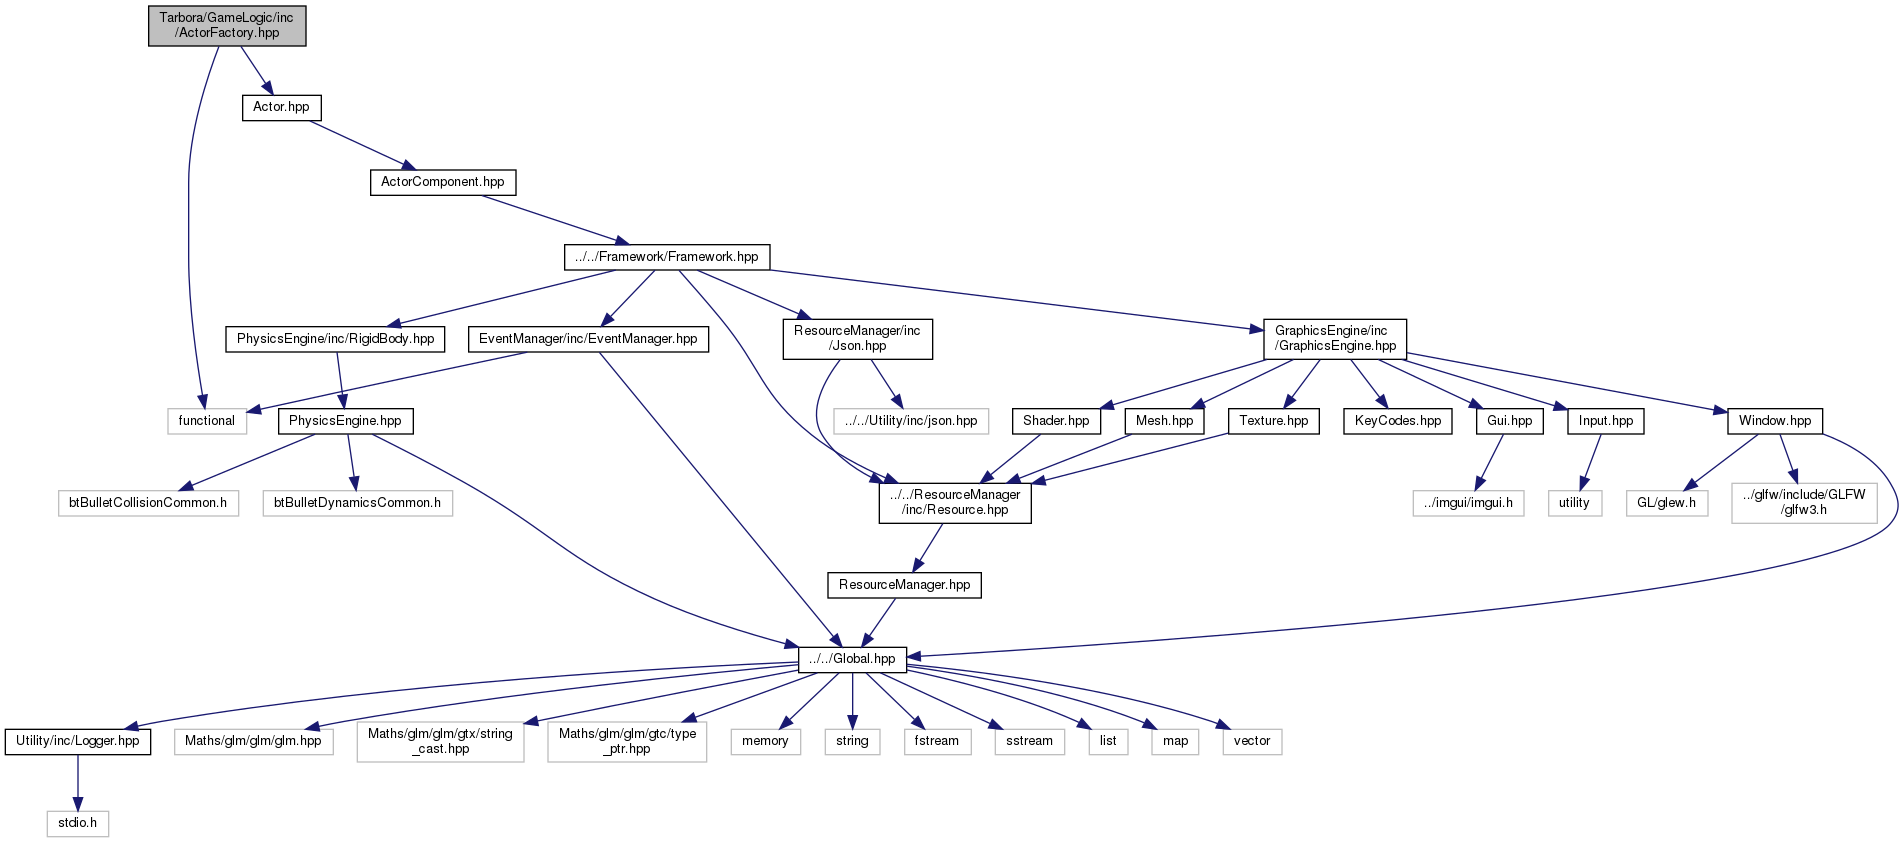 Tarbora/GameLogic/inc
/ActorFactory.hpp
Actor.hpp
ActorComponent.hpp
../../Framework/Framework.hpp
PhysicsEngine/inc/RigidBody.hpp
EventManager/inc/EventManager.hpp
ResourceManager/inc
/Json.hpp
GraphicsEngine/inc
/GraphicsEngine.hpp
functional
PhysicsEngine.hpp
../../Utility/inc/json.hpp
Shader.hpp
Mesh.hpp
Texture.hpp
KeyCodes.hpp
Gui.hpp
Input.hpp
Window.hpp
btBulletCollisionCommon.h
btBulletDynamicsCommon.h
../../ResourceManager
/inc/Resource.hpp
../imgui/imgui.h
utility
GL/glew.h
../glfw/include/GLFW
/glfw3.h
ResourceManager.hpp
../../Global.hpp
Utility/inc/Logger.hpp
Maths/glm/glm/glm.hpp
Maths/glm/glm/gtx/string
_cast.hpp
Maths/glm/glm/gtc/type
_ptr.hpp
memory
string
fstream
sstream
list
map
vector
stdio.h